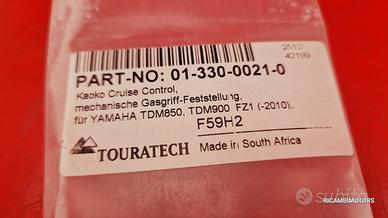 2512
42199
PART-NO: 01-330-0021-0
Kaoko Cruise Control,
mechanische Gasgriff-Feststellung,
für YAMAHA TDM850, TDM900 FZ1 (-2010).
F59H2
TOURATECH Made in South Africa
subito
RICAMBIMOTORS